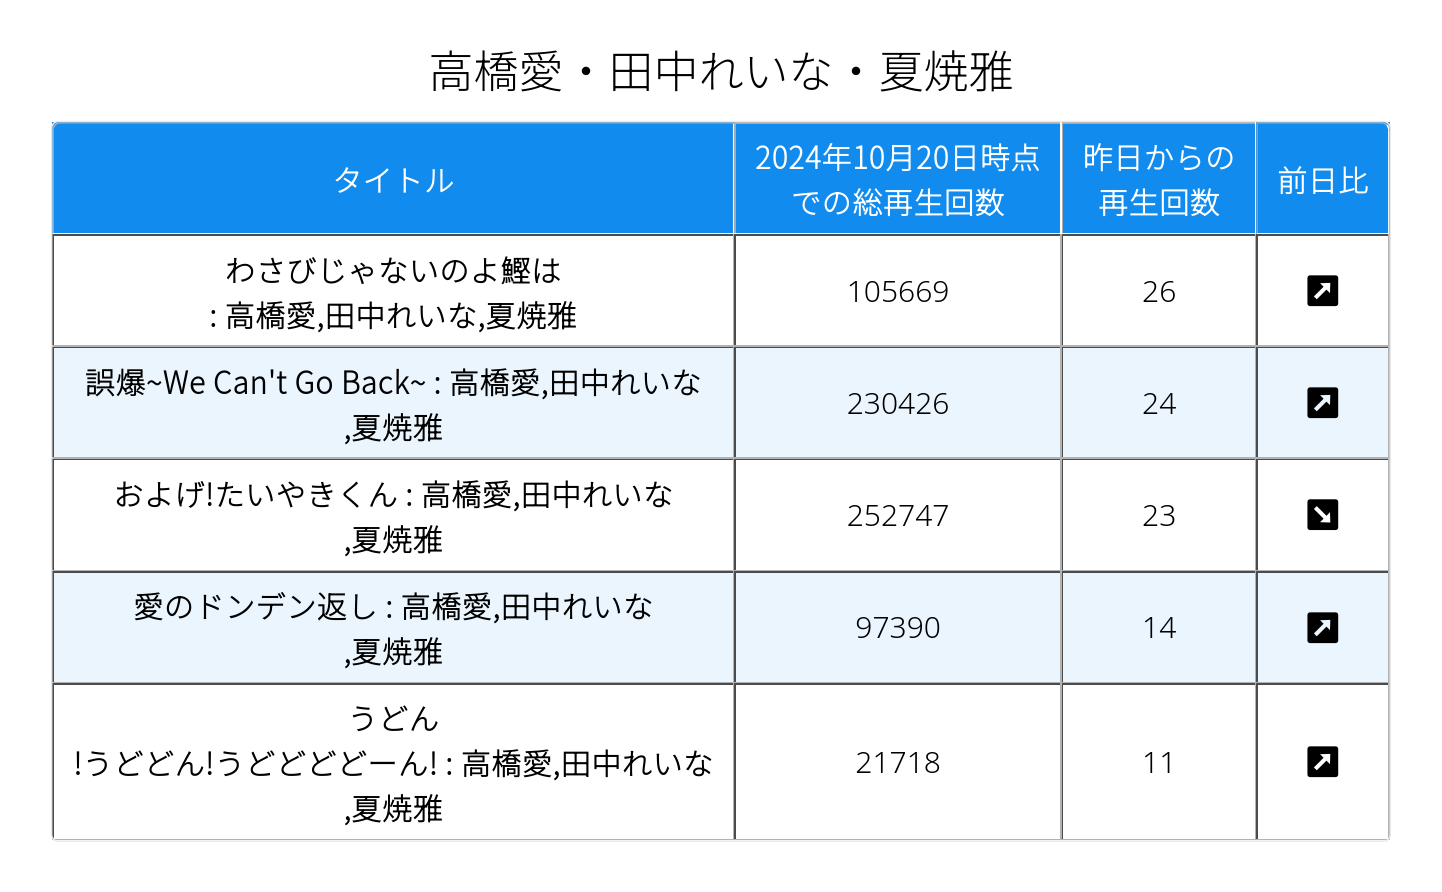 高橋愛・田中れいな・夏焼雅
タイトル
2024年10月20日時点
での総再生回数
昨日からの
再生回数
前日比
わさびじゃないのよ鰹は
: 高橋愛,田中れいな,夏焼雅
105669
26
誤爆~We Can't Go Back~ : 高橋愛,田中れいな
,夏焼雅
230426
24
およげ!たいやきくん : 高橋愛,田中れいな
,夏焼雅
252747
23
愛のドンデン返し : 高橋愛,田中れいな
,夏焼雅
97390
14
うどん
!うどどん!うどどどどーん! : 高橋愛,田中れいな
,夏焼雅
21718
11